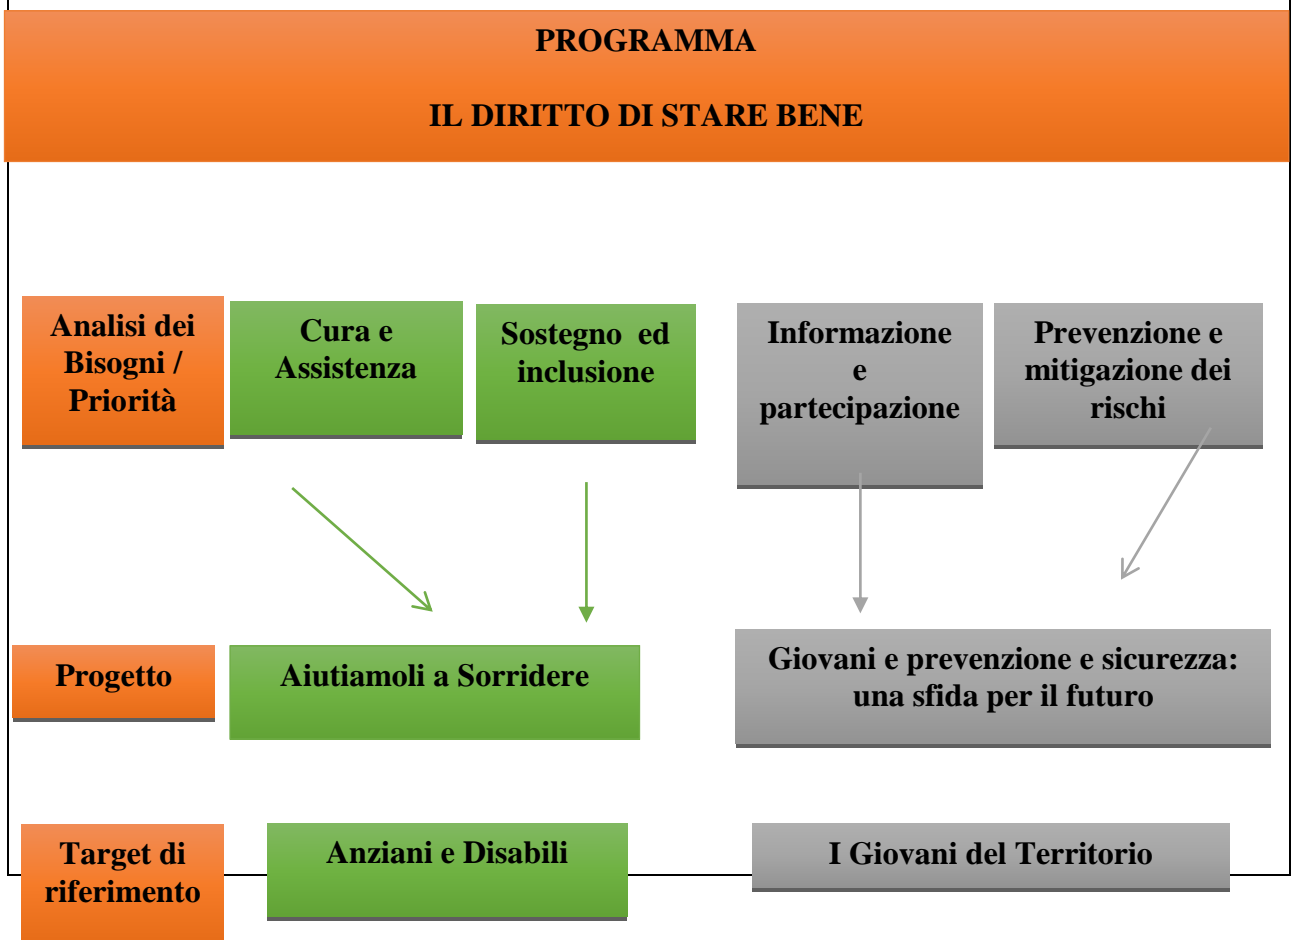 PROGRAMMA
IL DIRITTO DI STARE BENE
Analisi dei
Bisogni /
Priorità
Cura e
Assistenza
Sostegno ed
inclusione
Informazione
e
partecipazione
Prevenzione e
mitigazione dei
rischi
Progetto
Aiutiamoli a Sorridere
Giovani e prevenzione e sicurezza:
una sfida per il futuro
Target di
riferimento
Anziani e Disabili
I Giovani del Territorio